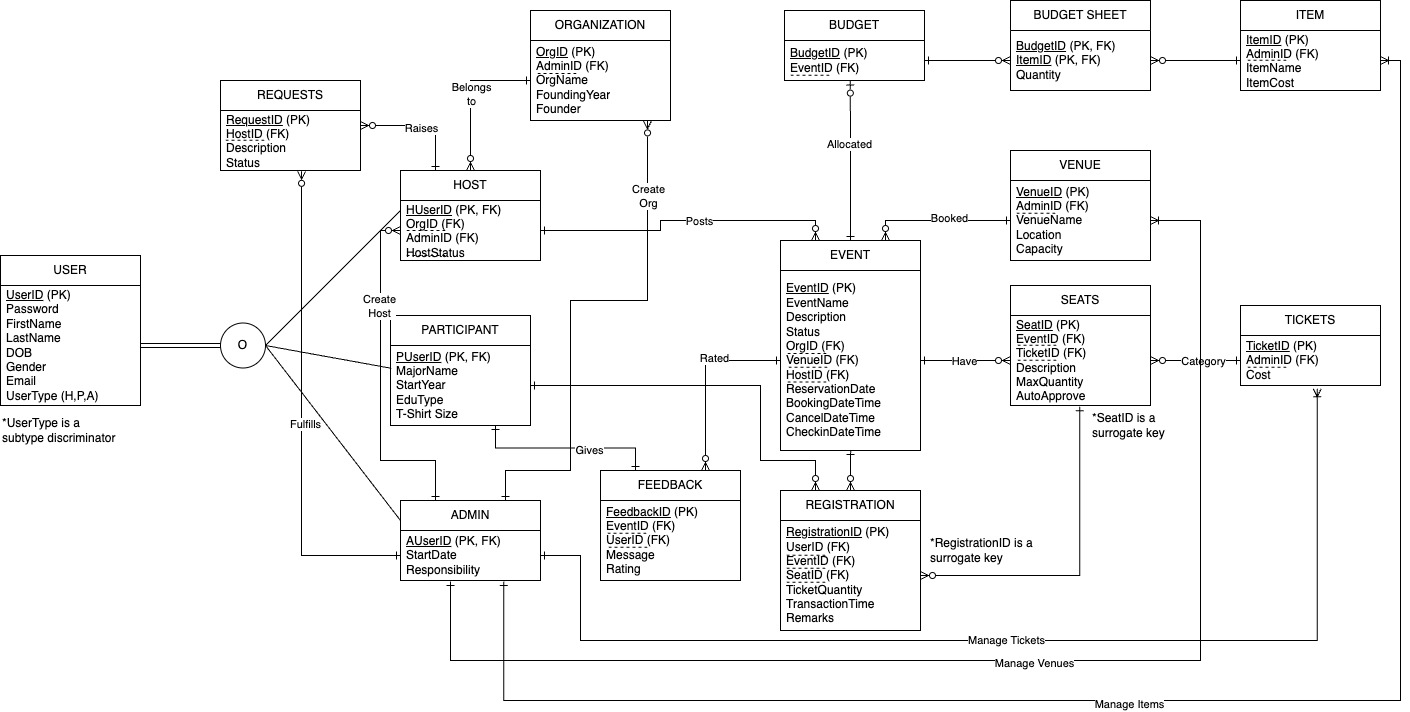 ORGANIZATION
OrgID (PK)
AdminID (FK)
OrgName
FoundingYear
Founder
BUDGET
BudgetID (PK)
EventID (FK)
BUDGET SHEET
BudgetID (PK, FK)
ItemID (PK, FK)
Quantity
ITEM
ItemID (PK)
AdminID (FK)
ItemName
ItemCost
REQUESTS
RequestID (PK)
HostID (FK)
Description
Status
Belongs
to
Raises
Allocated
HOST
HUserID (PK, FK)
OrgID (FK)
AdminID (FK)
HostStatus
Create
Org
Posts
Booked
VENUE
VenueID (PK)
AdminID (FK)
VenueName
Location
Capacity
USER
UserID (PK)
Password
FirstName
LastName
DOB
Gender
Email
UserType (H,P,A)
*UserType is a
subtype discriminator
O
Create
Host
PARTICIPANT
PUserID (PK, FK)
MajorName
StartYear
EduType
T-Shirt Size
EVENT
EventID (PK)
EventName
Description
Status
OrgID (FK)
VenueID (FK)
HostID (FK)
ReservationDate
BookingDateTime
CancelDateTime
CheckinDateTime
Rated
Have
SEATS
SeatID (PK)
EventID (FK)
TicketID (FK)
Description
MaxQuantity
AutoApprove
*SeatID is a
surrogate key
Category
TICKETS
TicketID (PK)
AdminID (FK)
Cost
Fulfills
Gives
FEEDBACK
FeedbackID (PK)
EventID (FK)
UserID (FK)
Message
Rating
ADMIN
AUserID (PK, FK)
StartDate
Responsibility
REGISTRATION
RegistrationID (PK)
UserID (FK)
EventID (FK)
SeatID (FK)
TicketQuantity
TransactionTime
Remarks
*RegistrationID is a
surrogate key
Manage Tickets
Manage Venues
Manage Items